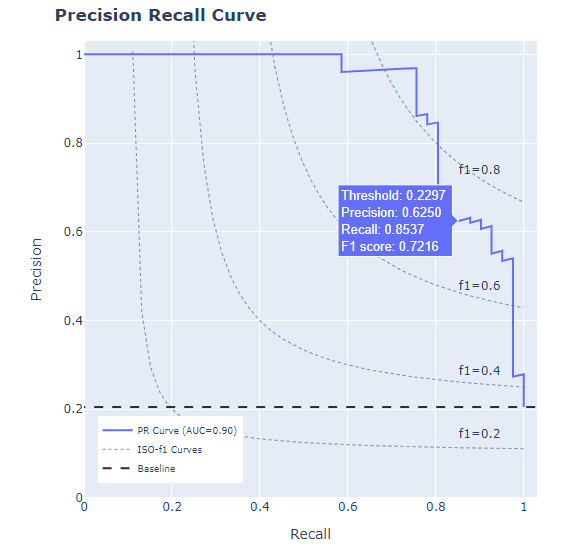 Precision Recall Curve
1
0.8
0.6
0.4
0.2
0
Precision
f1=0.8
Threshold: 0.2297
Precision: 0.6250
Recall: 0.8537
F1 score: 0.7216
f1=0.6
f1=0.4
f1=0.2
PR Curve (AUC=0.90)
ISO-f1 Curves
Baseline
0
0.2
0.4
0.6
0.8
1
Recall